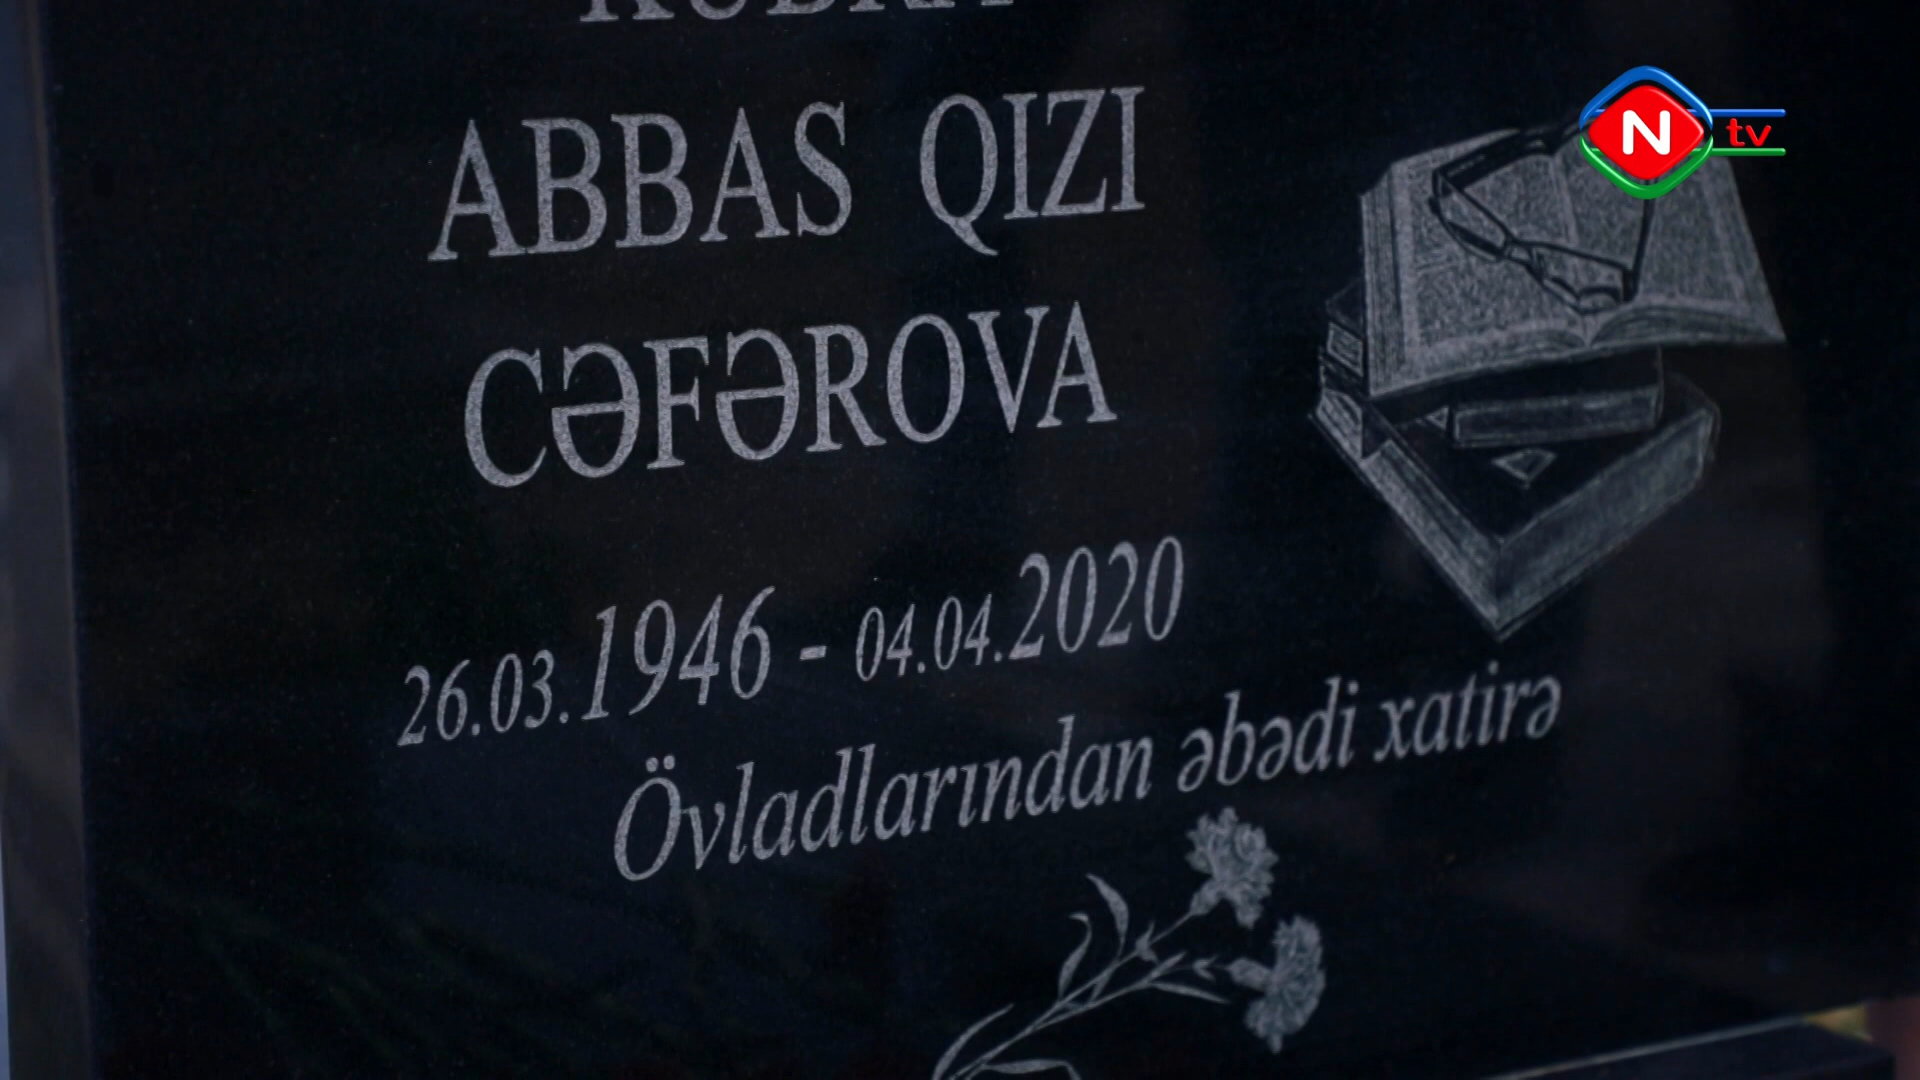 ABBAS QIZI
CƏFƏROVA
26.03.1946 - 04.04.2020
Övladlarından əbədi xatirə
N tv